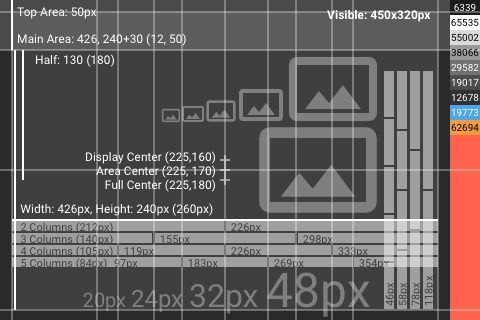 Top Area: 50px
Visible: 450x320px
Main Area: 426, 240+30 (12, 50)
Half: 130 (180)
6339
65535
55002
38066
29582
19017
12678
19773
62694
Display Center (225,160)
Area Center (225, 170)
Full Center (225,180)
Width: 426px, Height: 240px (260px)
2 Columns (212px) 226px
3 Columns (140px) 155px 298px
4 Columns (105px) 119px 226px 333px
5 Columns (84px) 97px 183px 269px 354px
20px 24px 32px 48px
46px
58px
78px
118px